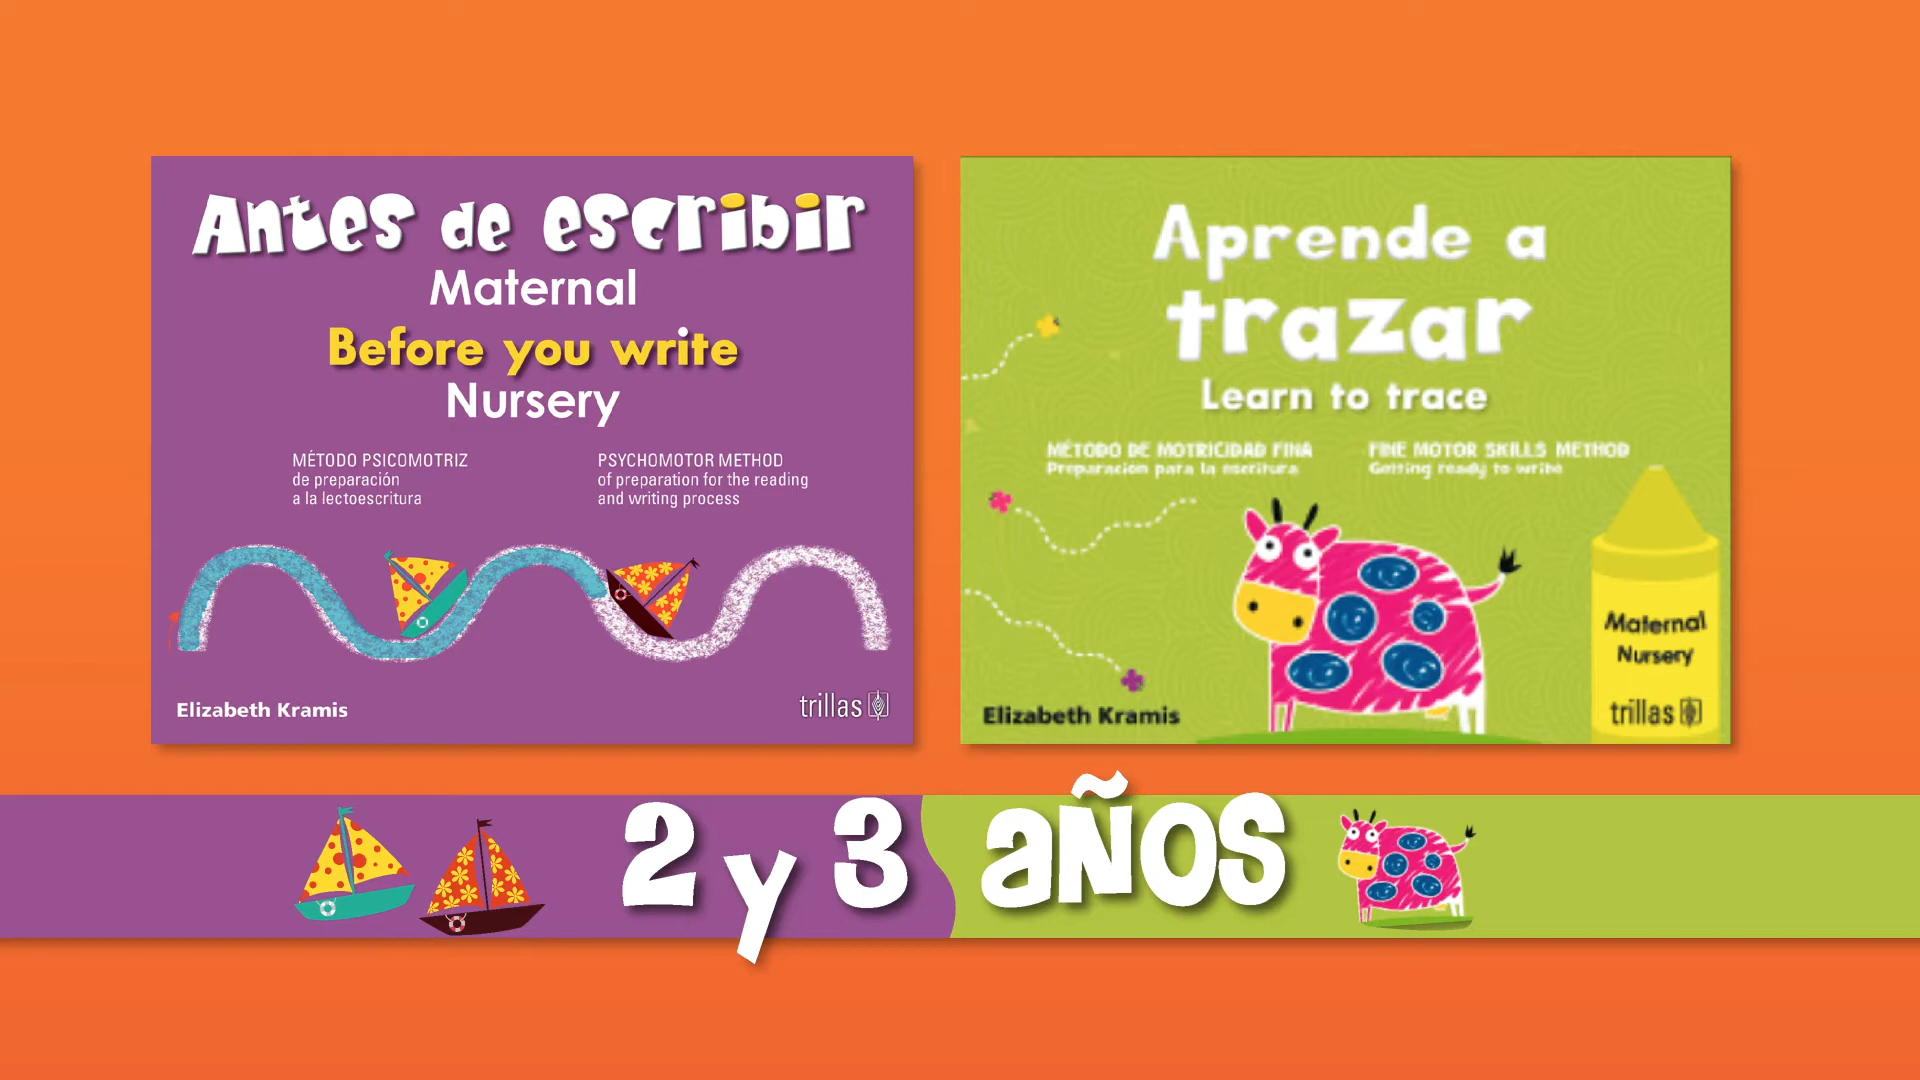 Antes de escribir
Maternal
Before you write
Nursery
MÉTODO PSICOMOTRIZ
de preparación
a la lectoescritura
PSYCHOMOTOR METHOD
of preparation for the reading
and writing process
Elizabeth Kramis
trillas
Aprende a
trazar
Learn to trace
MÉTODO DE MOTRICIDAD FINA
Preparación para la escritura
FINE MOTOR SKILLS METHOD
Getting ready to write
Maternal
Nursery
Elizabeth Kramis
trillas
2 y 3 años